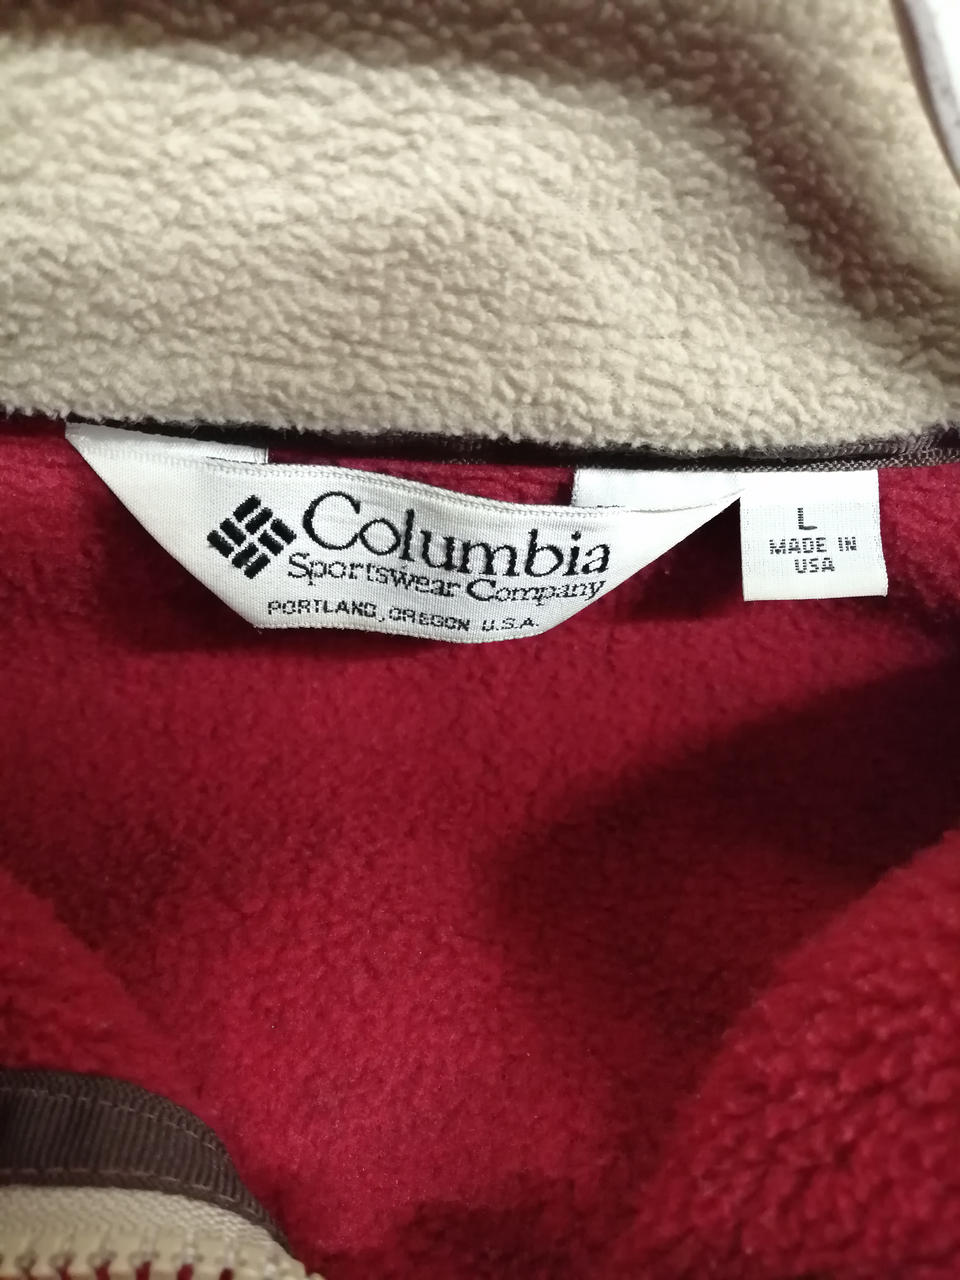 Columbia
Sportswear Company
PORTLAND, OREGON U.S.A.
L
MADE IN
USA